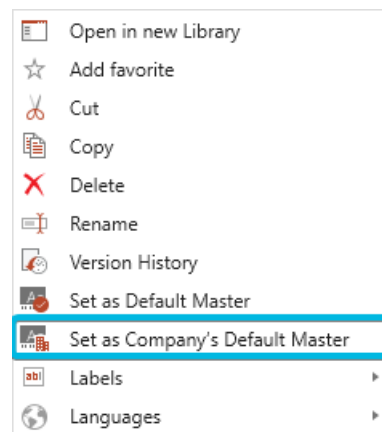 Open in new Library
Add favorite
Cut
Copy
Delete
Rename
Version History
Set as Default Master
Set as Company's Default Master
abl Labels
Languages